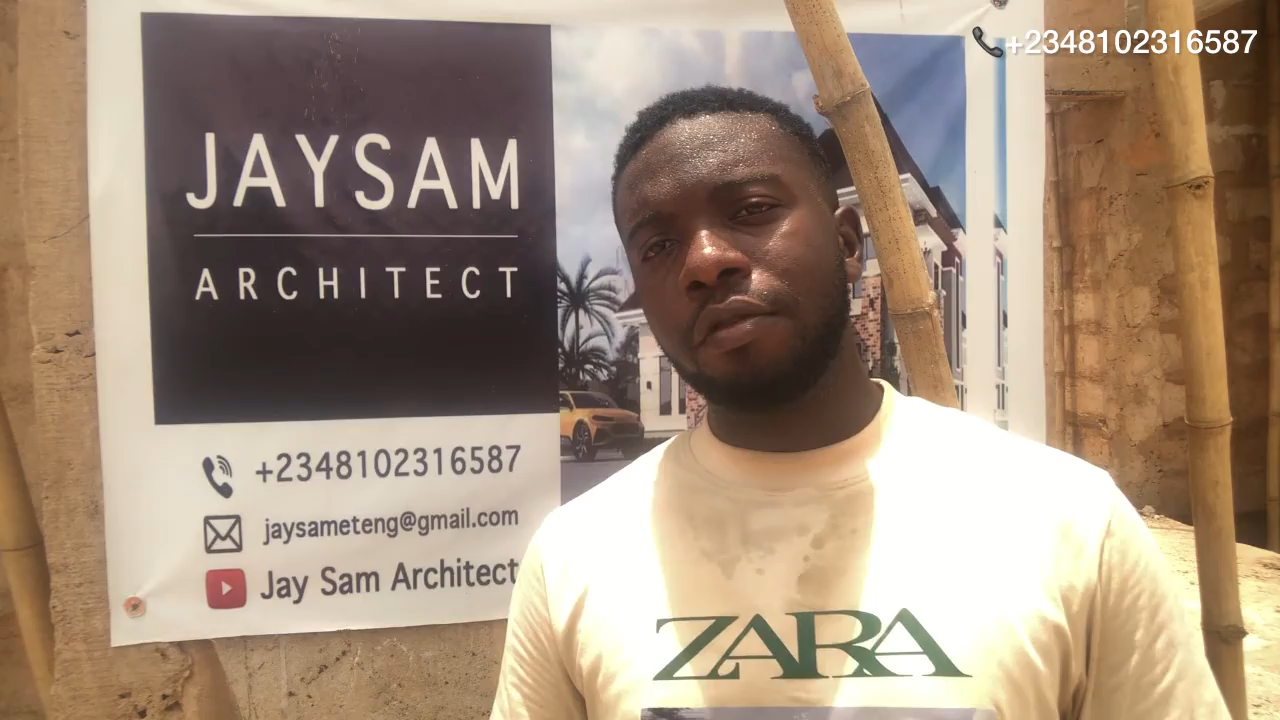 +2348102316587
JAYSAM
ARCHITECT
+2348102316587
jaysameteng@gmail.com
Jay Sam Architect
ZARA